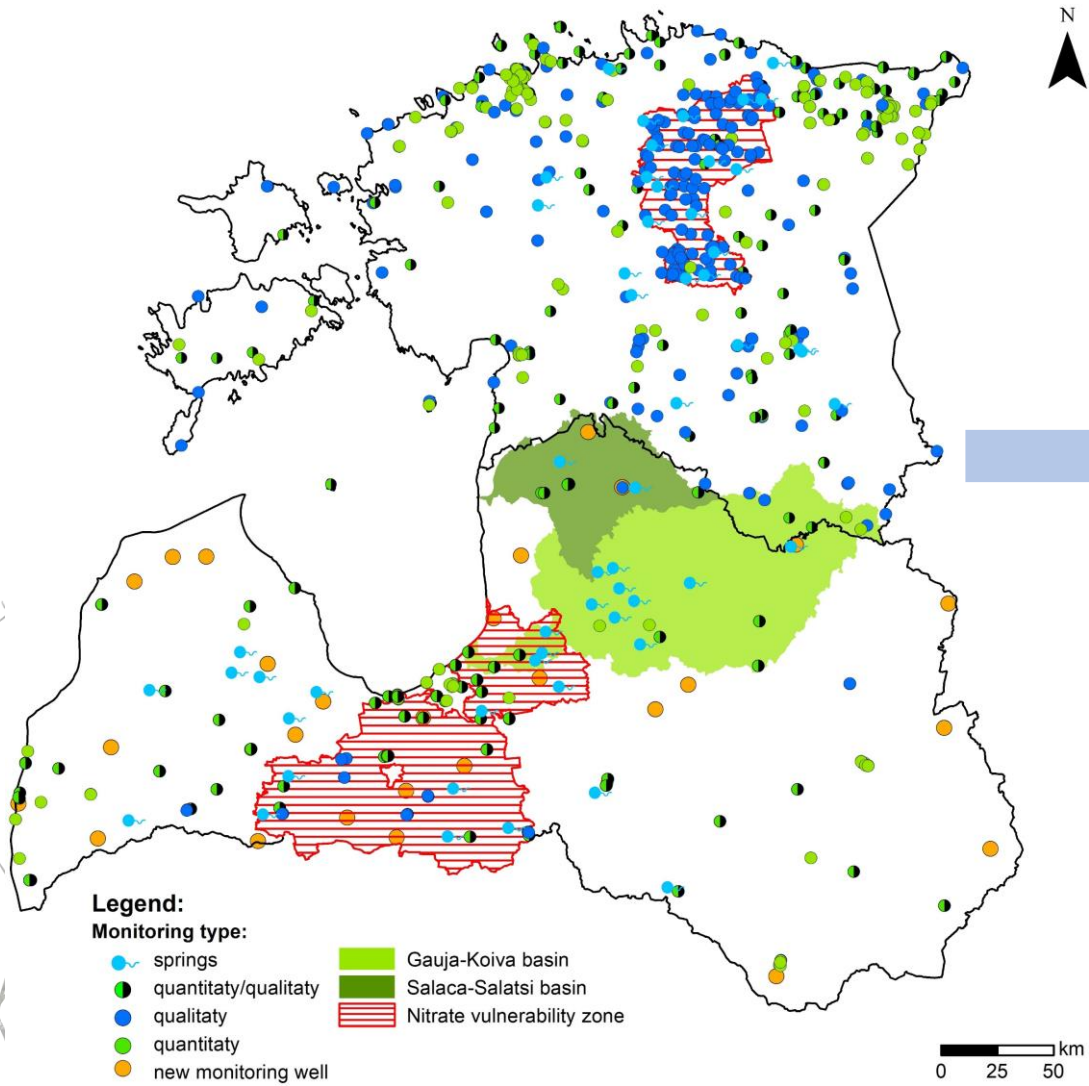 N
Legend:
Monitoring type:
springs
quantitaty/qualitaty
qualitaty
quantitaty
new monitoring well
Gauja-Koiva basin
Salaca-Salatsi basin
Nitrate vulnerability zone
km
0 25 50